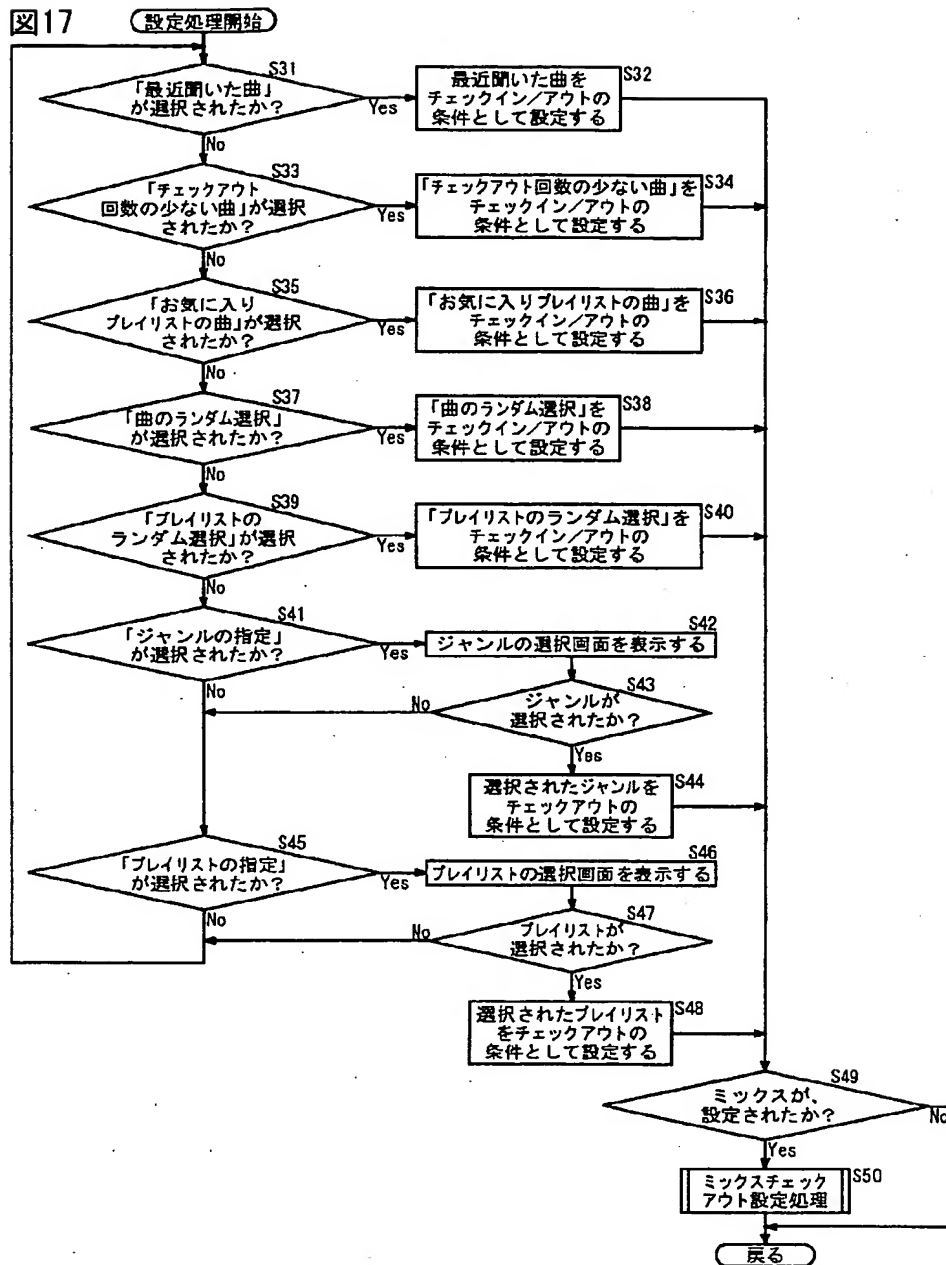 図17
設定処理開始
S31
「最近聞いた曲」
が選択されたか?
Yes
No
S32
最近聞いた曲を
チェックイン/アウトの
条件として設定する
S33
「チェックアウト
回数の少ない曲」が選択
されたか?
Yes
No
S34
「チェックアウト回数の少ない曲」を
チェックイン/アウトの
条件として設定する
S35
「お気に入り
プレイリストの曲」が選択
されたか?
Yes
No
S36
「お気に入りプレイリストの曲」を
チェックイン/アウトの
条件として設定する
S37
「曲のランダム選択」
が選択されたか?
Yes
No
S38
「曲のランダム選択」を
チェックイン/アウトの
条件として設定する
S39
「プレイリストの
ランダム選択」が選択
されたか?
Yes
No
S40
「プレイリストのランダム選択」を
チェックイン/アウトの
条件として設定する
S41
「ジャンルの指定」
が選択されたか?
Yes
No
S42
ジャンルの選択画面を表示する
S43
ジャンルが
選択されたか?
No
Yes
S44
選択されたジャンルを
チェックアウトの
条件として設定する
S45
「プレイリストの指定」
が選択されたか?
Yes
No
S46
プレイリストの選択画面を表示する
S47
プレイリストが
選択されたか?
No
Yes
S48
選択されたプレイリスト
をチェックアウトの
条件として設定する
S49
ミックスが、
設定されたか?
No
Yes
S50
ミックスチェック
アウト設定処理
戻る